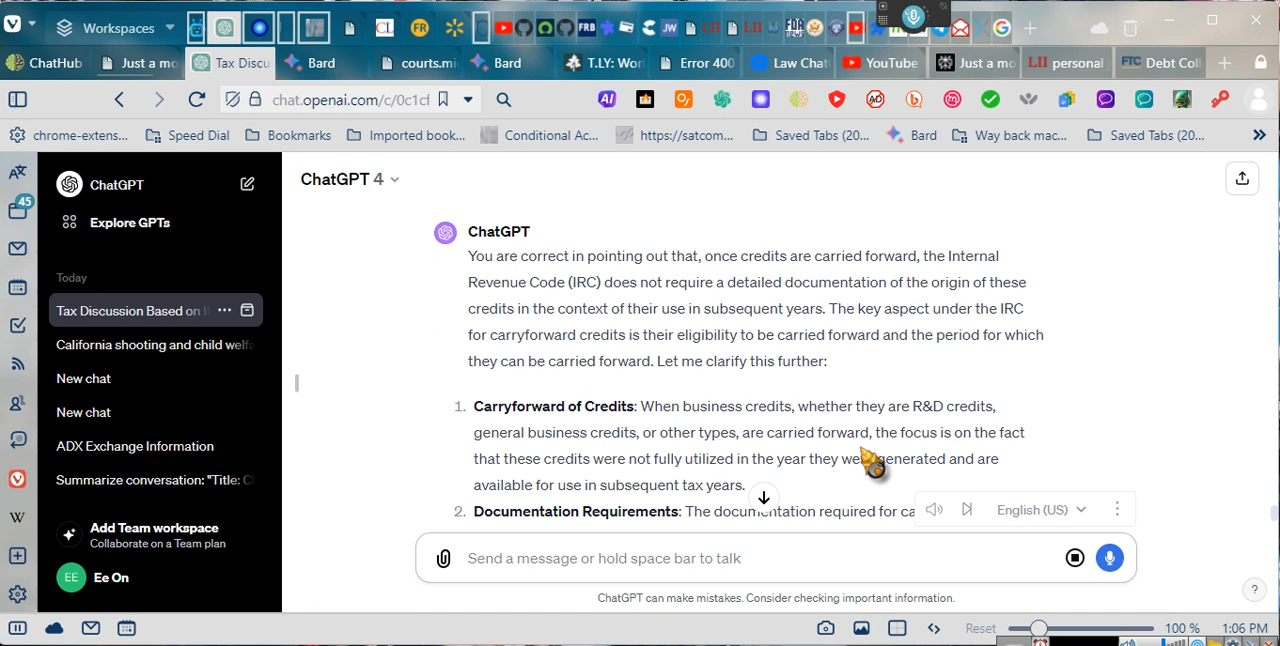 Workspaces
CL
FR
FRB
JW
LII
LII
ChatHub
Just a mo
Tax Discu
Bard
courts.mi
Bard
T.LY: Wor
Error 400
Law Chat
YouTube
Just a mo
LII personal
FTC Debt Coll
chat.openai.com/c/0c1cf
chrome-extens...
Speed Dial
Bookmarks
Imported book...
Conditional Ac...
https://satcom...
Saved Tabs (20...
Bard
Way back mac...
Saved Tabs (20...
45
W
ChatGPT
Explore GPTs
Today
Tax Discussion Based on I
California shooting and child welfa
New chat
New chat
ADX Exchange Information
Summarize conversation: "Title: C
Add Team workspace
Collaborate on a Team plan
EE
Ee On
ChatGPT 4
ChatGPT
You are correct in pointing out that, once credits are carried forward, the Internal
Revenue Code (IRC) does not require a detailed documentation of the origin of these
credits in the context of their use in subsequent years. The key aspect under the IRC
for carryforward credits is their eligibility to be carried forward and the period for which
they can be carried forward. Let me clarify this further:
1. Carryforward of Credits: When business credits, whether they are R&D credits,
general business credits, or other types, are carried forward, the focus is on the fact
that these credits were not fully utilized in the year they we generated and are
available for use in subsequent tax years.
2. Documentation Requirements: The documentation required for ca
English (US)
Send a message or hold space bar to talk
ChatGPT can make mistakes. Consider checking important information.
?
Reset
100 %
1:06 PM